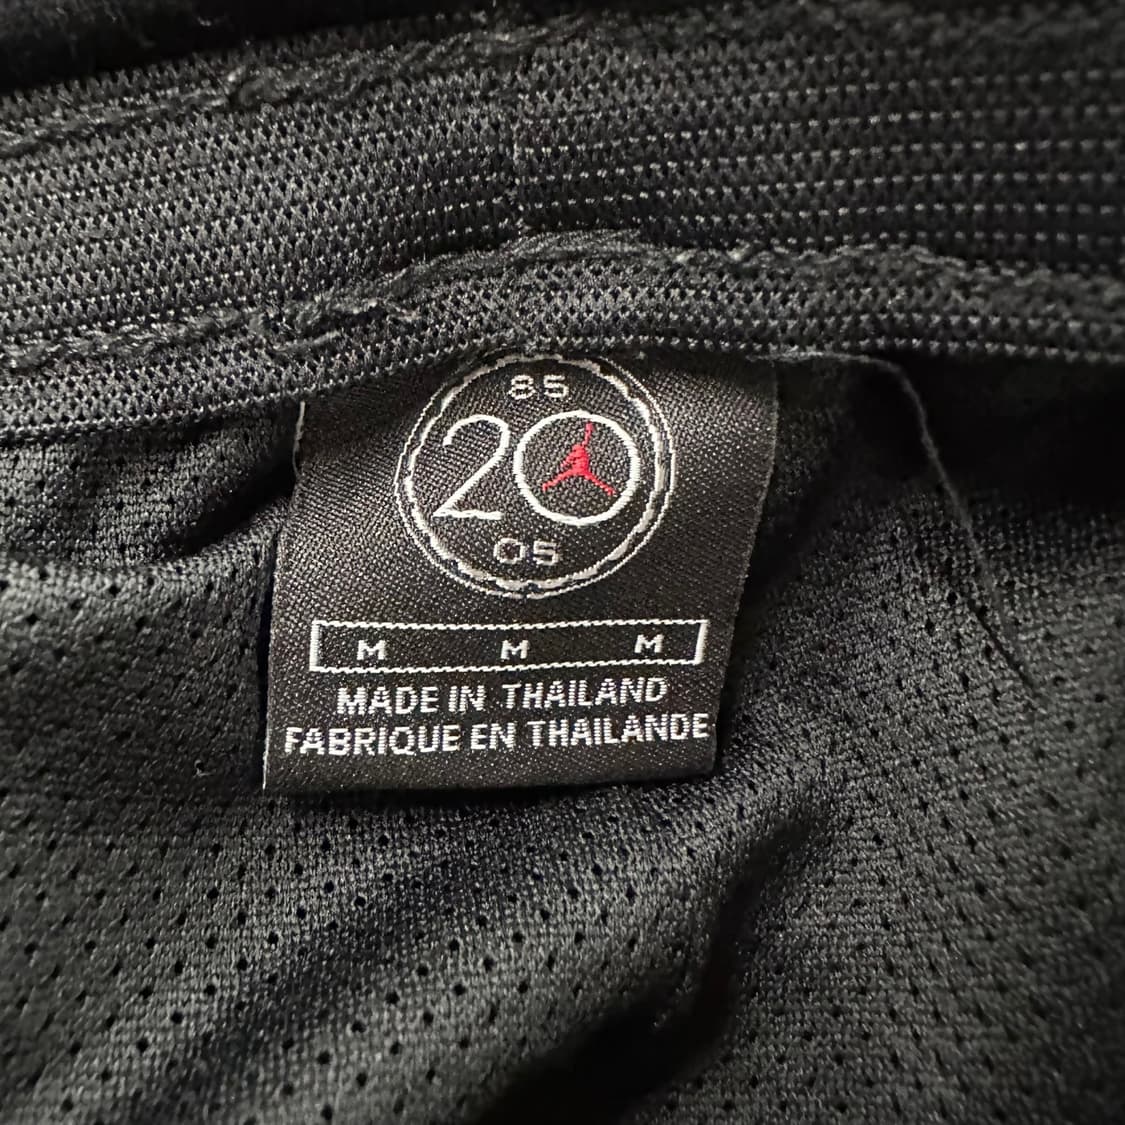 85
20
05
M M M
MADE IN THAILAND
FABRIQUE EN THAILANDE